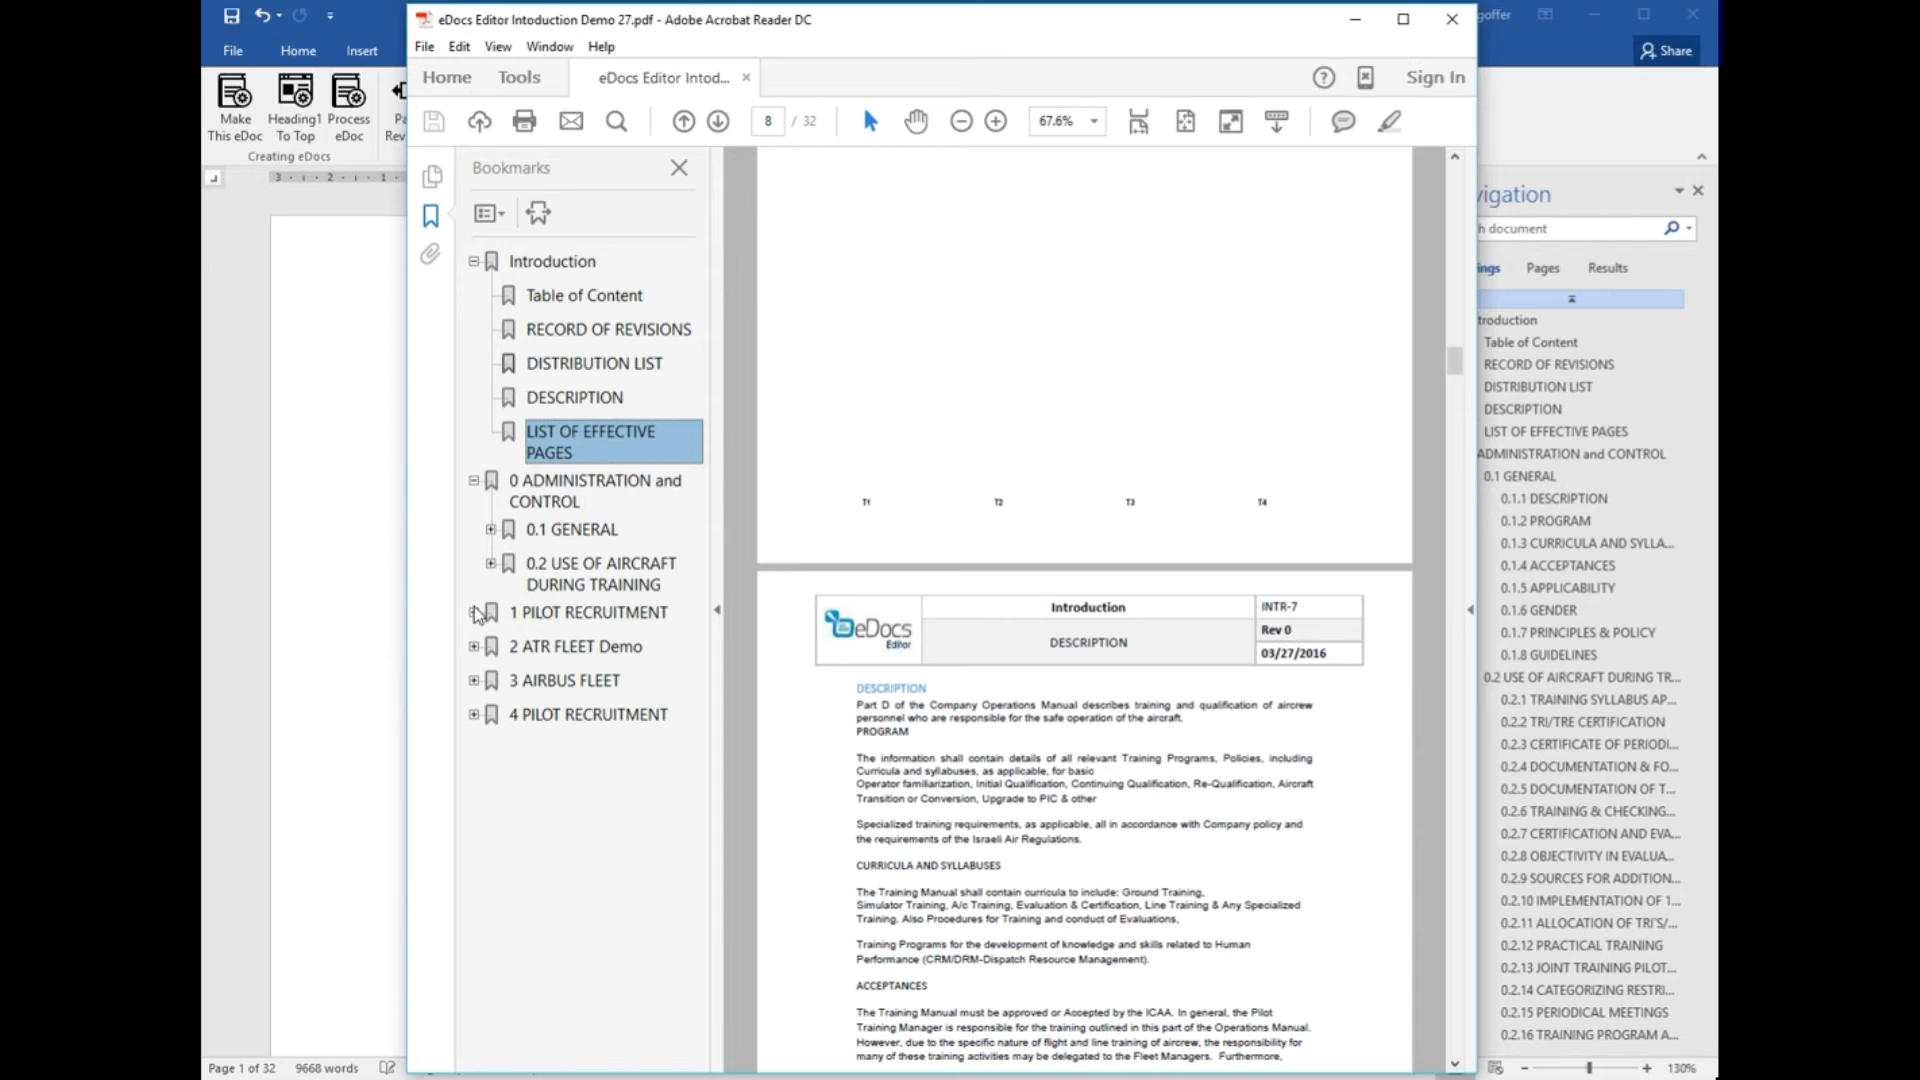 goffer
File
Home
Insert
Share
Make
This eDoc
Heading1
To Top
Process
eDoc
Creating eDocs
3 2 1
eDocs Editor Intoduction Demo 27.pdf - Adobe Acrobat Reader DC
File Edit View Window Help
Home Tools eDocs Editor Intod... Sign In
8 / 32 67.6%
Bookmarks
Introduction
Table of Content
RECORD OF REVISIONS
DISTRIBUTION LIST
DESCRIPTION
LIST OF EFFECTIVE
PAGES
0 ADMINISTRATION and
CONTROL
0.1 GENERAL
0.2 USE OF AIRCRAFT
DURING TRAINING
1 PILOT RECRUITMENT
2 ATR FLEET Demo
3 AIRBUS FLEET
4 PILOT RECRUITMENT
T1 T2 T3 T4
eDocs
Editor
Introduction
DESCRIPTION
INTR-7
Rev 0
03/27/2016
DESCRIPTION
Part D of the Company Operations Manual describes training and qualification of aircrew
personnel who are responsible for the safe operation of the aircraft.
PROGRAM
The information shall contain details of all relevant Training Programs, Policies, including
Curricula and syllabuses, as applicable, for basic
Operator familiarization, Initial Qualification, Continuing Qualification, Re-Qualification, Aircraft
Transition or Conversion, Upgrade to PIC & other
Specialized training requirements, as applicable, all in accordance with Company policy and
the requirements of the Israeli Air Regulations.
CURRICULA AND SYLLABUSES
The Training Manual shall contain curricula to include: Ground Training,
Simulator Training, A/c Training, Evaluation & Certification, Line Training & Any Specialized
Training. Also Procedures for Training and conduct of Evaluations,
Training Programs for the development of knowledge and skills related to Human
Performance (CRM/DRM-Dispatch Resource Management).
ACCEPTANCES
The Training Manual must be approved or Accepted by the ICAA. In general, the Pilot
Training Manager is responsible for the training outlined in this part of the Operations Manual.
However, due to the specific nature of flight and line training of aircrew, the responsibility for
many of these training activities may be delegated to the Fleet Managers. Furthermore,
vigation
h document
ings Pages Results
troduction
Table of Content
RECORD OF REVISIONS
DISTRIBUTION LIST
DESCRIPTION
LIST OF EFFECTIVE PAGES
ADMINISTRATION and CONTROL
0.1 GENERAL
0.1.1 DESCRIPTION
0.1.2 PROGRAM
0.1.3 CURRICULA AND SYLLA...
0.1.4 ACCEPTANCES
0.1.5 APPLICABILITY
0.1.6 GENDER
0.1.7 PRINCIPLES & POLICY
0.1.8 GUIDELINES
0.2 USE OF AIRCRAFT DURING TR...
0.2.1 TRAINING SYLLABUS AP...
0.2.2 TRI/TRE CERTIFICATION
0.2.3 CERTIFICATE OF PERIODI...
0.2.4 DOCUMENTATION & FO...
0.2.5 DOCUMENTATION OF T...
0.2.6 TRAINING & CHECKING...
0.2.7 CERTIFICATION AND EVA...
0.2.8 OBJECTIVITY IN EVALUA...
0.2.9 SOURCES FOR ADDITION...
0.2.10 IMPLEMENTATION OF 1...
0.2.11 ALLOCATION OF TRI'S/...
0.2.12 PRACTICAL TRAINING
0.2.13 JOINT TRAINING PILOT...
0.2.14 CATEGORIZING RESTRI...
0.2.15 PERIODICAL MEETINGS
0.2.16 TRAINING PROGRAM A...
Page 1 of 32 9668 words
130%